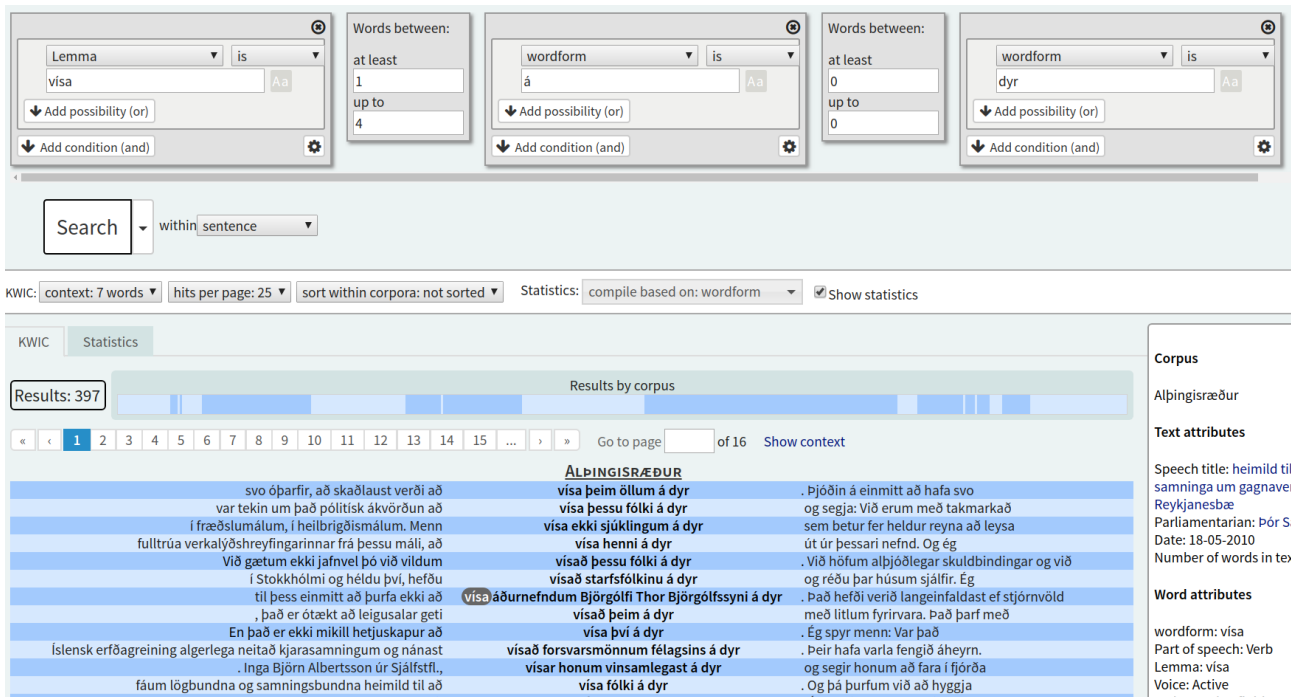 Words between:
Words between:
Lemma is
wordform is
wordform is
at least
at least
vísa Aa
1
á Aa
0
dyr Aa
Add possibility (or)
up to
Add possibility (or)
up to
Add possibility (or)
4
0
Add condition (and)
Add condition (and)
Add condition (and)
Search
within sentence
KWIC: context: 7 words hits per page: 25 sort within corpora: not sorted Statistics: compile based on: wordform Show statistics
KWIC Statistics
Results: 397
Results by corpus
« ‹ 1 2 3 4 5 6 7 8 9 10 11 12 13 14 15 ... › » Go to page of 16 Show context
ALÞINGISRÆÐUR
svo óþarfir, að skaðlaust verði að vísa þeim öllum á dyr . Þjóðin á einmitt að hafa svo
var tekin um það pólitísk ákvörðun að vísa þessu fólki á dyr og segja: Við erum með takmarkað
í fræðslumálum, í heilbrigðismálum. Menn vísa ekki sjúklingum á dyr sem betur fer heldur reyna að leysa
fulltrúa verkalýðshreyfingarinnar frá þessu máli, að vísa henni á dyr út úr þessari nefnd. Og ég
Við gætum ekki jafnvel þó við vildum vísað þessu fólki á dyr . Við höfum alþjóðlegar skuldbindingar og við
í Stokkhólmi og héldu því, hefðu vísað starfsfólkinu á dyr og réðu þar húsum sjálfir. Ég
til þess einmitt að þurfa ekki að vísa áðurnefndum Björgólfi Thor Björgólfssyni á dyr . Það hefði verið langeinfaldast ef stjórnvöld
, það er ótækt að leigusalar geti vísað þeim á dyr með litlum fyrirvara. Það þarf með
En það er ekki mikill hetjuskapur að vísa því á dyr . Ég spyr menn: Var það
Íslensk erfðagreining algerlega neitað kjarasamningum og nánast vísað forsvarsmönnum félagsins á dyr . Þeir hafa varla fengið áheyrn.
. Inga Björn Albertsson úr Sjálfstfl., vísar honum vinsamlegast á dyr og segir honum að fara í fjórða
fáum lögbundna og samningsbundna heimild til að vísa fólki á dyr . Og þá þurfum við að hyggja
Corpus
Alþingisræður
Text attributes
Speech title: heimild til
samninga um gagnaver
Reykjanesbæ
Parliamentarian: Þór Sa
Date: 18-05-2010
Number of words in tex
Word attributes
wordform: vísa
Part of speech: Verb
Lemma: vísa
Voice: Active